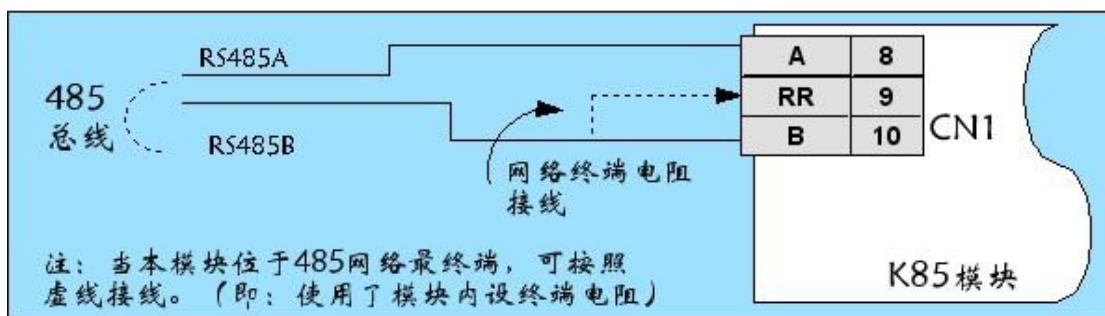 RS485A
485
总线
RS485B
A 8
RR 9
B 10
CN1
网络终端电阻
接线
注：当本模块位于485网络最终端，可按照
虚线接线。（即：使用了模块内设终端电阻）
K85模块